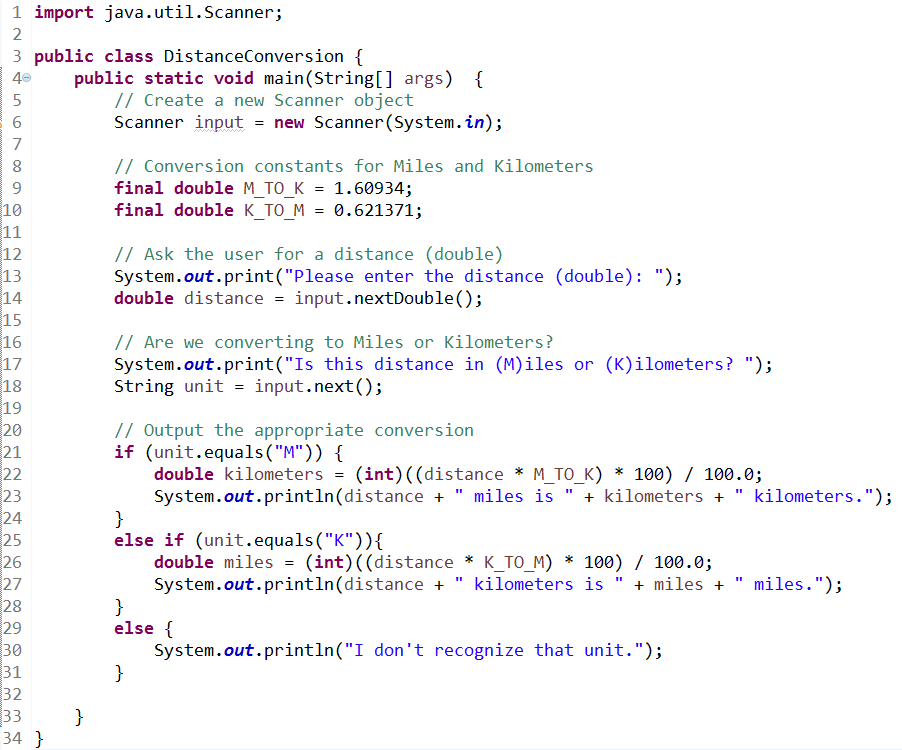 1 import java.util.Scanner;
2
3 public class DistanceConversion {
4     public static void main(String[] args)  {
5         // Create a new Scanner object
6         Scanner input = new Scanner(System.in);
7
8         // Conversion constants for Miles and Kilometers
9         final double M_TO_K = 1.60934;
10         final double K_TO_M = 0.621371;
11
12         // Ask the user for a distance (double)
13         System.out.print("Please enter the distance (double): ");
14         double distance = input.nextDouble();
15
16         // Are we converting to Miles or Kilometers?
17         System.out.print("Is this distance in (M)iles or (K)ilometers? ");
18         String unit = input.next();
19
20         // Output the appropriate conversion
21         if (unit.equals("M")) {
22             double kilometers = (int)((distance * M_TO_K) * 100) / 100.0;
23             System.out.println(distance + " miles is " + kilometers + " kilometers.");
24         }
25         else if (unit.equals("K")){
26             double miles = (int)((distance * K_TO_M) * 100) / 100.0;
27             System.out.println(distance + " kilometers is " + miles + " miles.");
28         }
29         else {
30             System.out.println("I don't recognize that unit.");
31         }
32
33     }
34 }